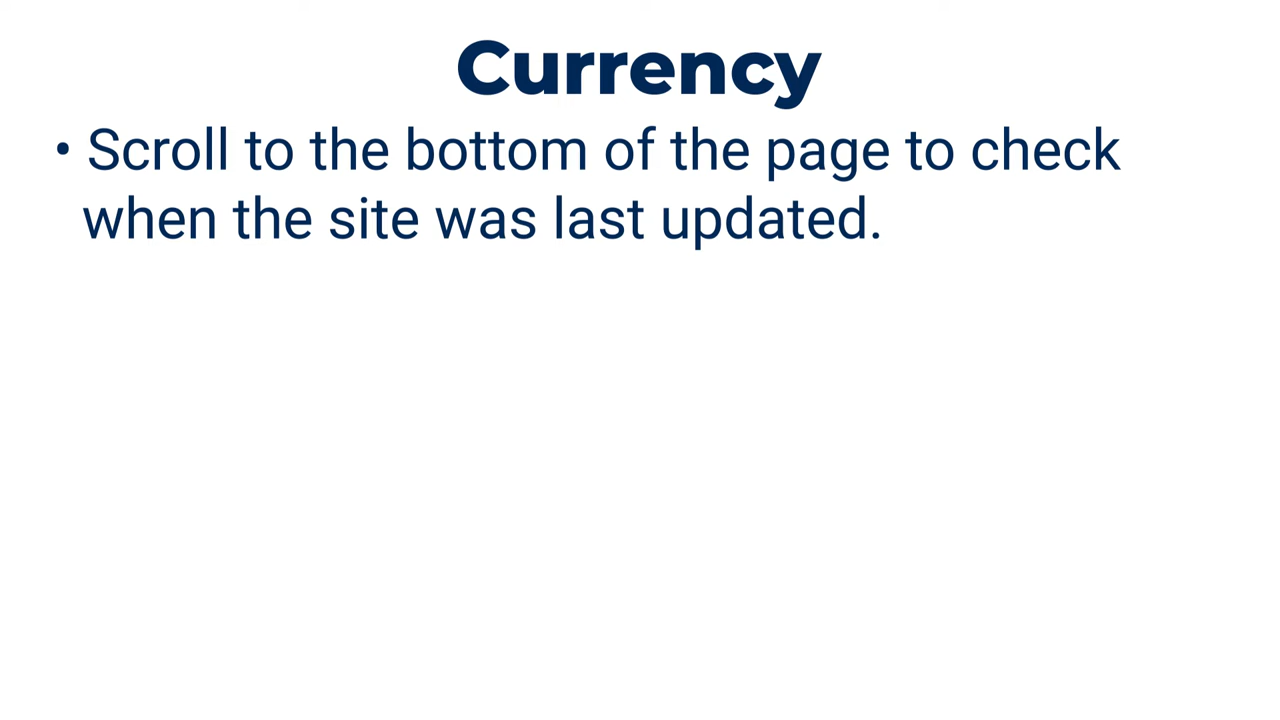 Currency
• Scroll to the bottom of the page to check
when the site was last updated.